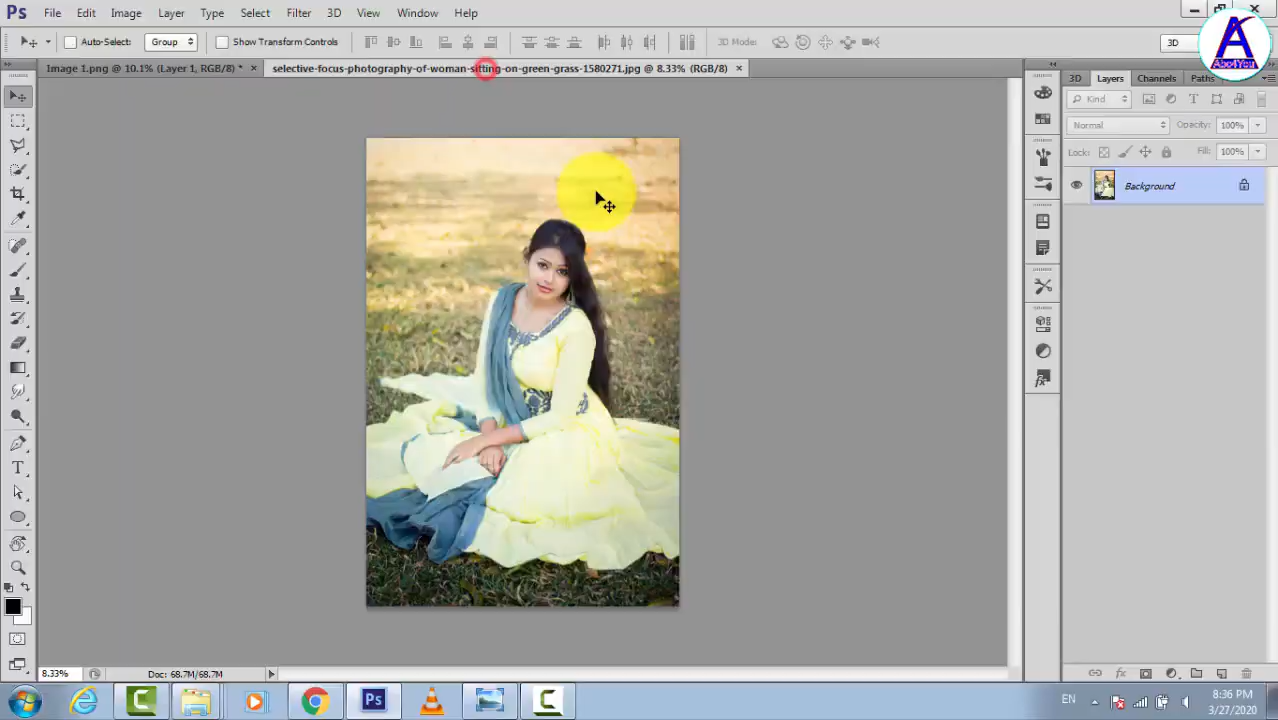 Ps File Edit Image Layer Type Select Filter 3D View Window Help
Auto-Select: Group Show Transform Controls 3D Mode: 3D
Image 1.png @ 10.1% (Layer 1, RGB/8) * × selective-focus-photography-of-woman-sitting-on-green-grass-1580271.jpg @ 8.33% (RGB/8) ×
3D Layers Channels Paths
Kind
Normal Opacity: 100%
Lock: Fill: 100%
Background
8.33% Doc: 68.7M/68.7M
EN 8:36 PM
3/27/2020